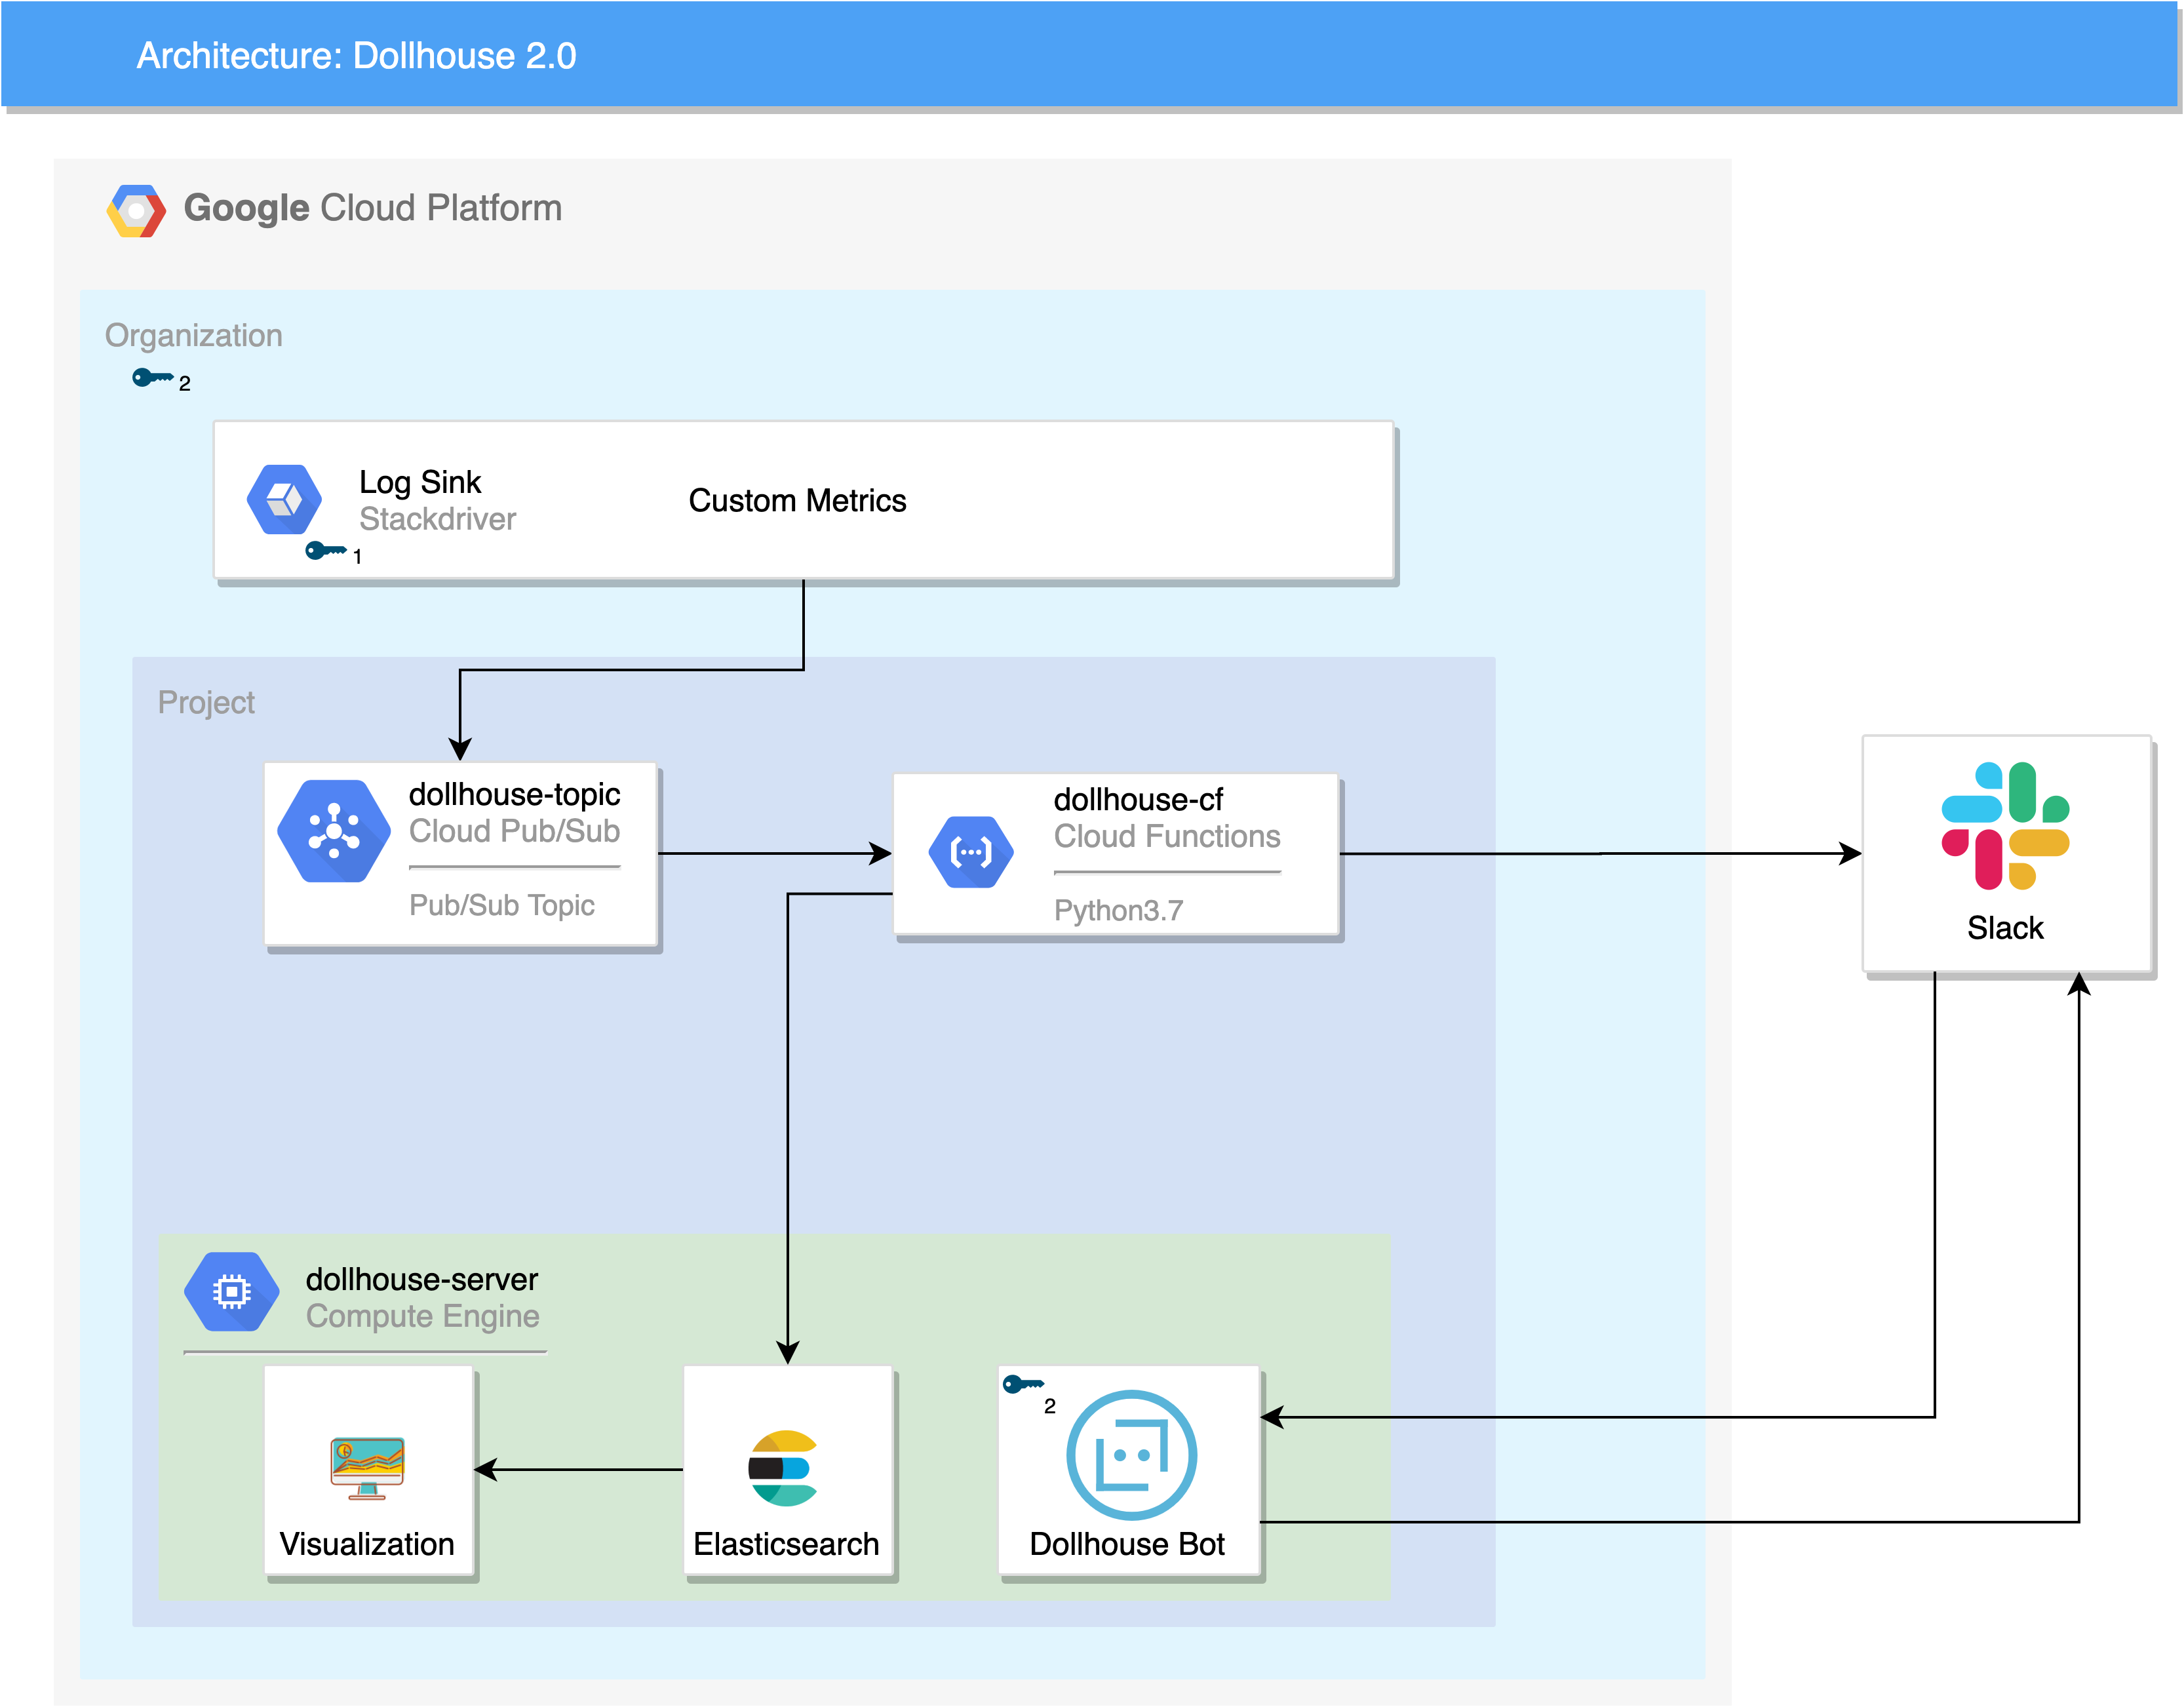 Architecture: Dollhouse 2.0
Google Cloud Platform
Organization
2
Log Sink
Stackdriver
1
Custom Metrics
Project
dollhouse-topic
Cloud Pub/Sub
Pub/Sub Topic
dollhouse-cf
Cloud Functions
Python3.7
Slack
dollhouse-server
Compute Engine
Visualization
Elasticsearch
2
Dollhouse Bot